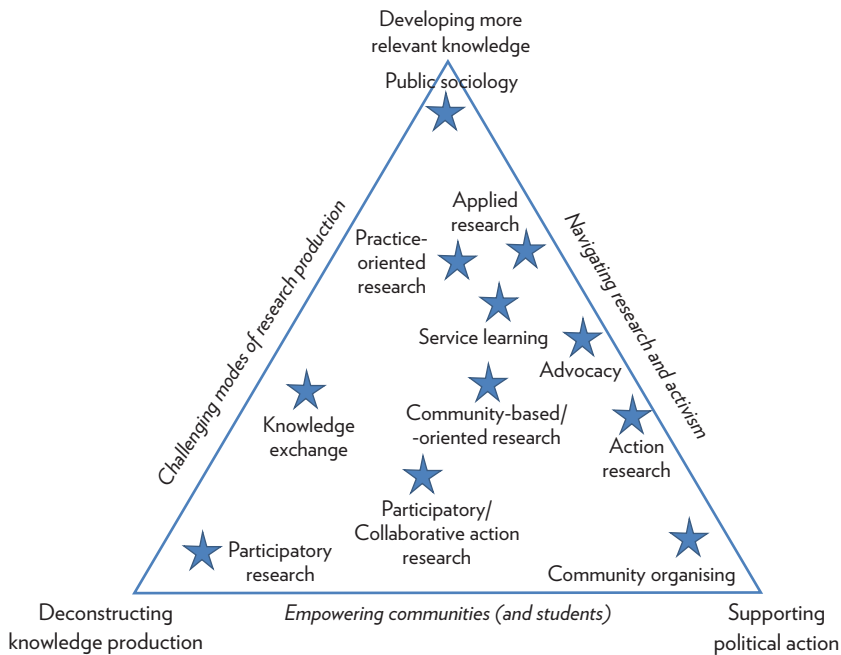 Developing more
relevant knowledge
Public sociology
Applied
research
Practice-
oriented
research
Service learning
Advocacy
Knowledge
exchange
Community-based/
-oriented research
Action
research
Participatory/
Collaborative action
research
Participatory
research
Community organising
Challenging modes of research production
Navigating research and activism
Empowering communities (and students)
Deconstructing
knowledge production
Supporting
political action